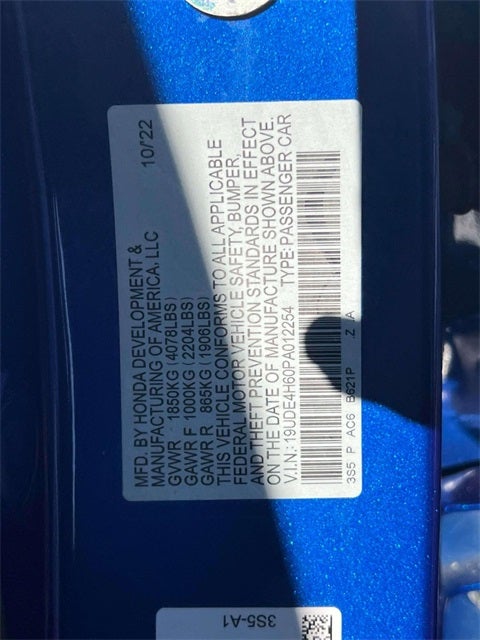 MFD. BY HONDA DEVELOPMENT & 10/'22
MANUFACTURING OF AMERICA, LLC
GVWR 1850KG(4078LBS)
GAWR F 1000KG(2204LBS)
GAWR R 865KG(1906LBS)
THIS VEHICLE CONFORMS TO ALL APPLICABLE
FEDERAL MOTOR VEHICLE SAFETY, BUMPER,
AND THEFT PREVENTION STANDARDS IN EFFECT
ON THE DATE OF MANUFACTURE SHOWN ABOVE.
V.I.N.: 19UDE4H60PA012254 TYPE: PASSENGER CAR
3S5 P AC6 B621P Z A
3S5-A1